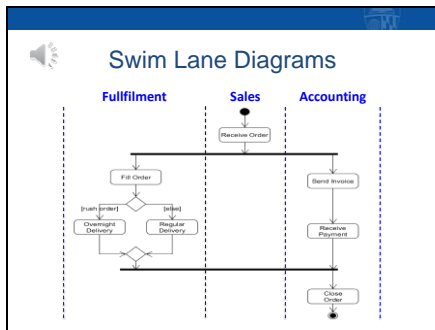 Swim Lane Diagrams
Fullfilment Sales Accounting
Receive Order
Fill Order
Send Invoice
[rush order] [else]
Overnight
Delivery
Regular
Delivery
Receive
Payment
Close
Order